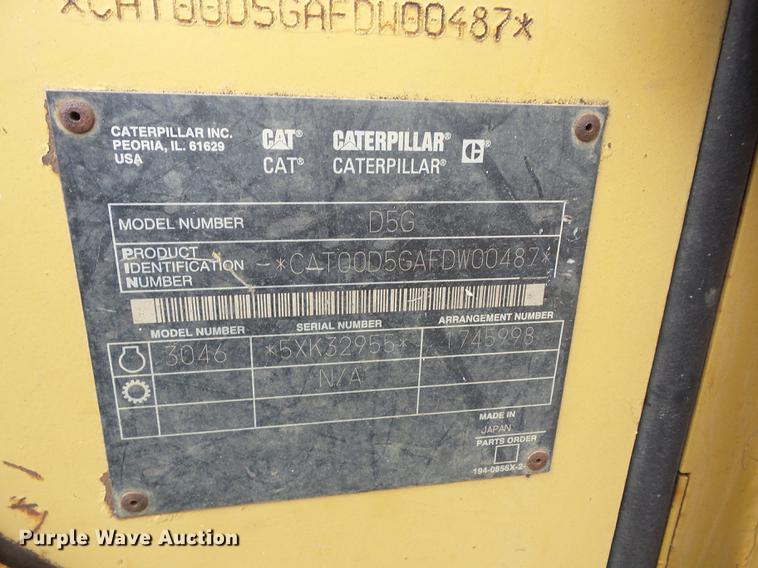 *CAT00D5GAFDW00487*
CATERPILLAR INC.
PEORIA, IL. 61629
USA
CAT® CATERPILLAR® C®
CAT® CATERPILLAR®
MODEL NUMBER D5G
PRODUCT
IDENTIFICATION
NUMBER
*CAT00D5GAFDW00487*
MODEL NUMBER SERIAL NUMBER ARRANGEMENT NUMBER
3046 *5XK32955* 1745998
N/A
MADE IN
JAPAN
PARTS ORDER
194-0856X-2
Purple Wave Auction